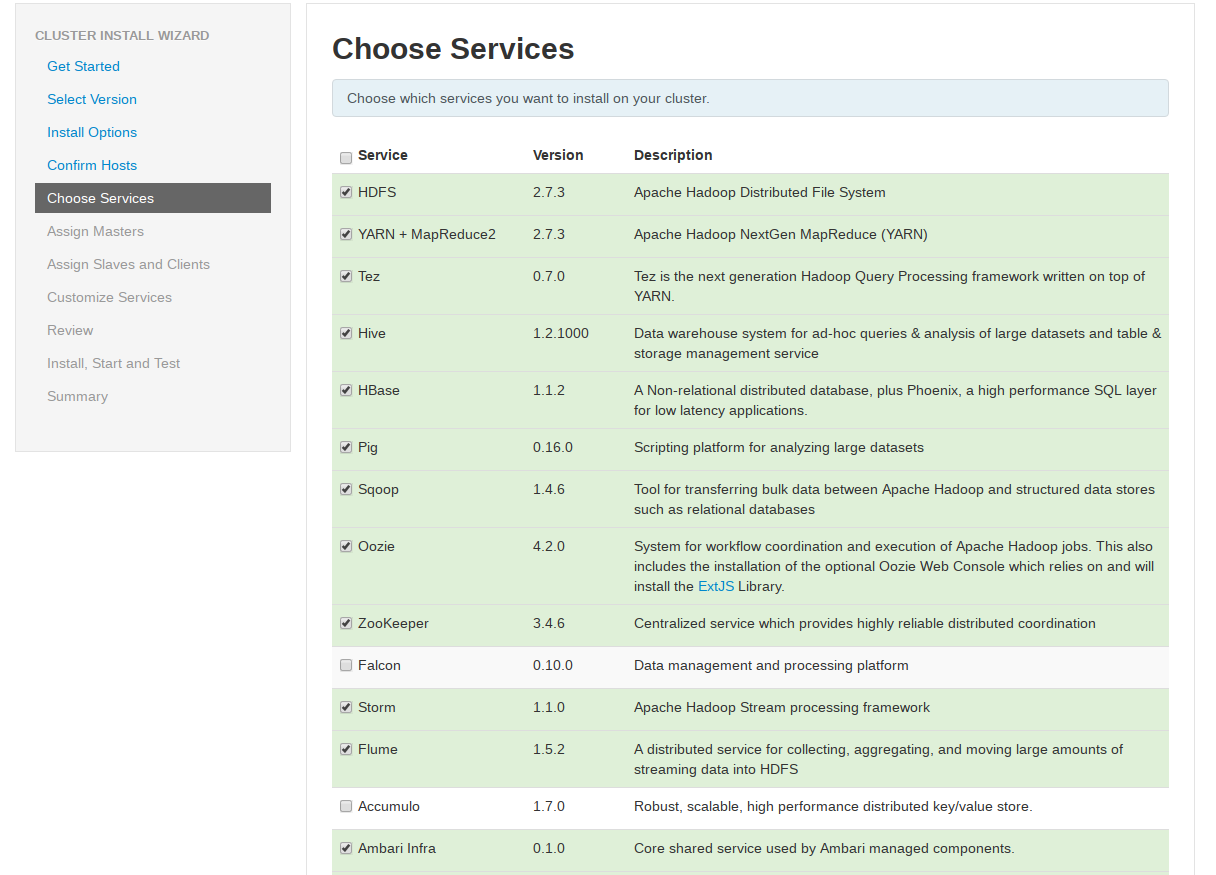 CLUSTER INSTALL WIZARD
Get Started
Select Version
Install Options
Confirm Hosts
Choose Services
Assign Masters
Assign Slaves and Clients
Customize Services
Review
Install, Start and Test
Summary
Choose Services
Choose which services you want to install on your cluster.
Service Version Description
HDFS 2.7.3 Apache Hadoop Distributed File System
YARN + MapReduce2 2.7.3 Apache Hadoop NextGen MapReduce (YARN)
Tez 0.7.0 Tez is the next generation Hadoop Query Processing framework written on top of
YARN.
Hive 1.2.1000 Data warehouse system for ad-hoc queries & analysis of large datasets and table &
storage management service
HBase 1.1.2 A Non-relational distributed database, plus Phoenix, a high performance SQL layer
for low latency applications.
Pig 0.16.0 Scripting platform for analyzing large datasets
Sqoop 1.4.6 Tool for transferring bulk data between Apache Hadoop and structured data stores
such as relational databases
Oozie 4.2.0 System for workflow coordination and execution of Apache Hadoop jobs. This also
includes the installation of the optional Oozie Web Console which relies on and will
install the ExtJS Library.
ZooKeeper 3.4.6 Centralized service which provides highly reliable distributed coordination
Falcon 0.10.0 Data management and processing platform
Storm 1.1.0 Apache Hadoop Stream processing framework
Flume 1.5.2 A distributed service for collecting, aggregating, and moving large amounts of
streaming data into HDFS
Accumulo 1.7.0 Robust, scalable, high performance distributed key/value store.
Ambari Infra 0.1.0 Core shared service used by Ambari managed components.